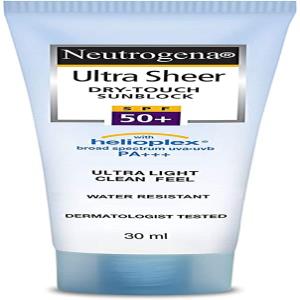 Neutrogena®
Ultra Sheer
DRY-TOUCH
SUNBLOCK
SPF
50+
with
helioplex®
broad spectrum uva-uvb
PA+++
ULTRA LIGHT
CLEAN FEEL
WATER RESISTANT
DERMATOLOGIST TESTED
30 ml